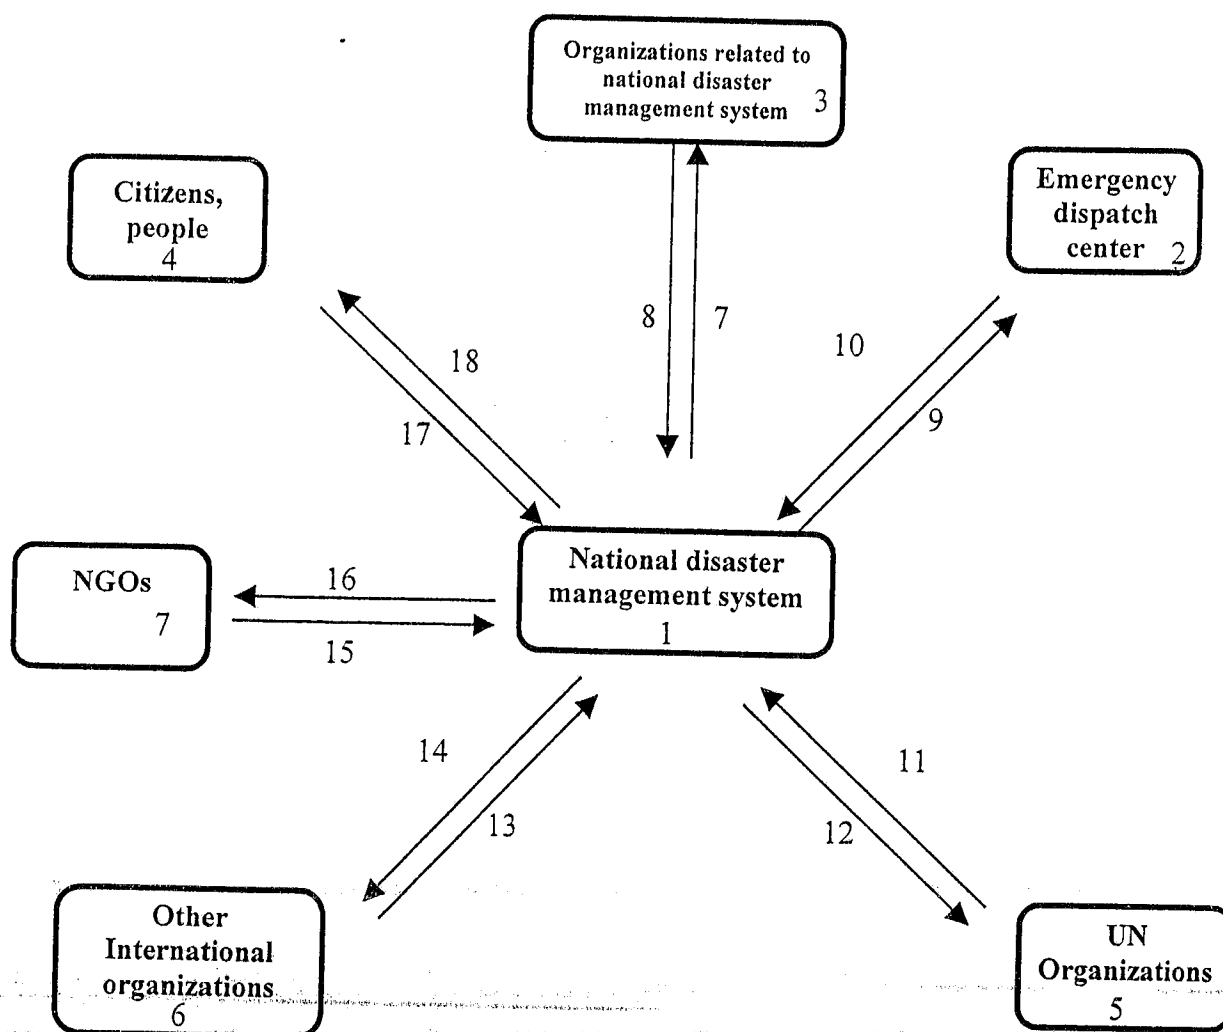 Organizations related to
national disaster
management system
3
Citizens,
people
4
Emergency
dispatch
center
2
8
7
10
9
18
17
National disaster
management system
1
NGOs
7
16
15
14
13
11
12
Other
International
organizations
6
UN
Organizations
5